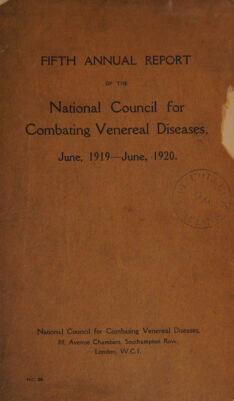 FIFTH ANNUAL REPORT
OF THE
National Council for
Combating Venereal Diseases,
June, 1919—June, 1920.
National Council for Combating Venereal Diseases,
Avenue Chambers, Southampton Row,
London, W.C.1.